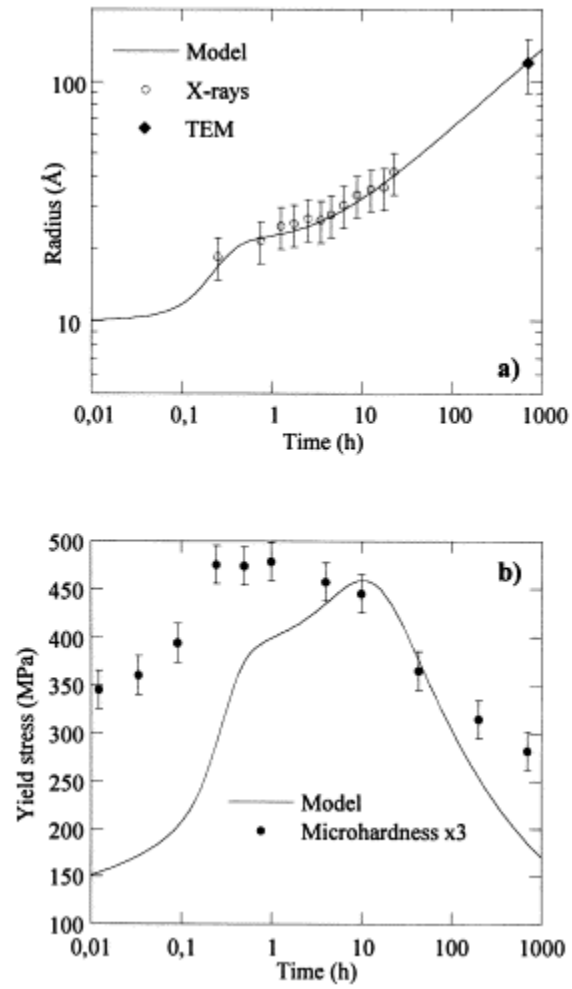 Model
X-rays
TEM
100
10
Radius (Å)
a)
0,01 0,1 1 10 100 1000
Time (h)
500
450
400
350
300
250
200
150
100
Yield stress (MPa)
b)
Model
Microhardness x3
0,01 0,1 1 10 100 1000
Time (h)